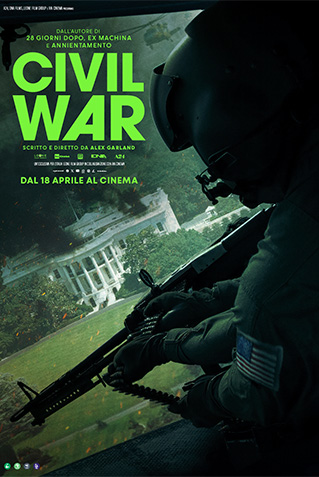 DALL'AUTORE DI
28 GIORNI DOPO, EX MACHINA
E ANNIENTAMENTO
CIVIL
WAR
SCRITTO E DIRETTO DA ALEX GARLAND
A24
DAL 18 APRILE AL CINEMA